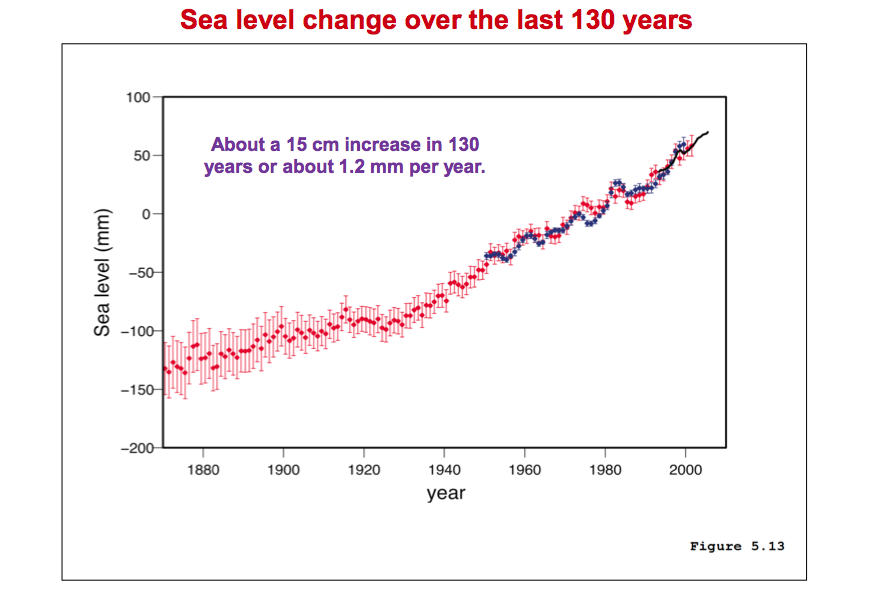 Sea level change over the last 130 years
About a 15 cm increase in 130
years or about 1.2 mm per year.
100
50
0
−50
−100
−150
−200
Sea level (mm)
1880 1900 1920 1940 1960 1980 2000
year
Figure 5.13